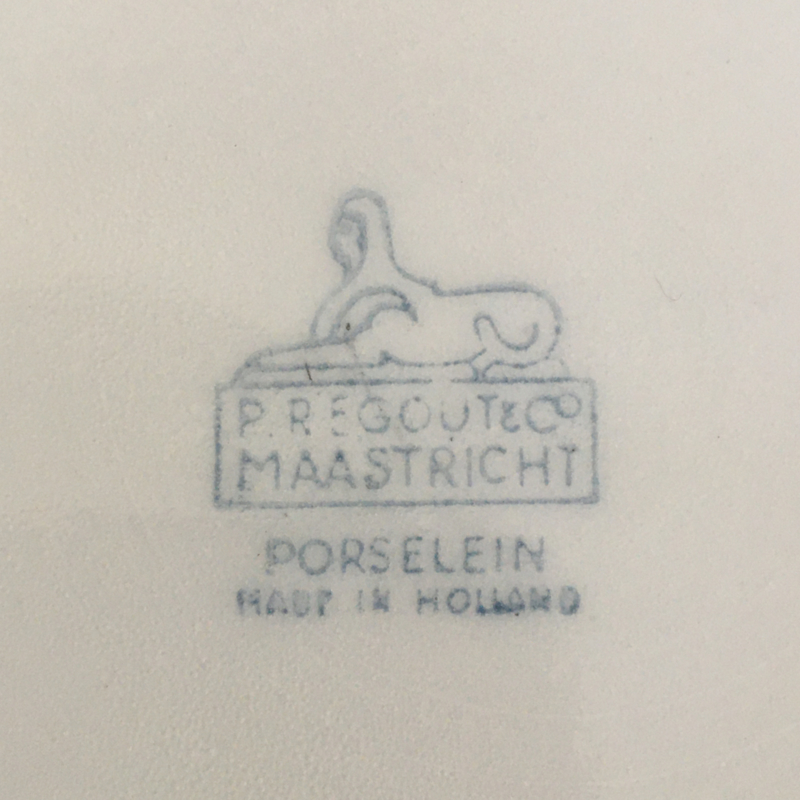 P. REGOUT & Co
MAASTRICHT
PORSELEIN
MADE IN HOLLAND